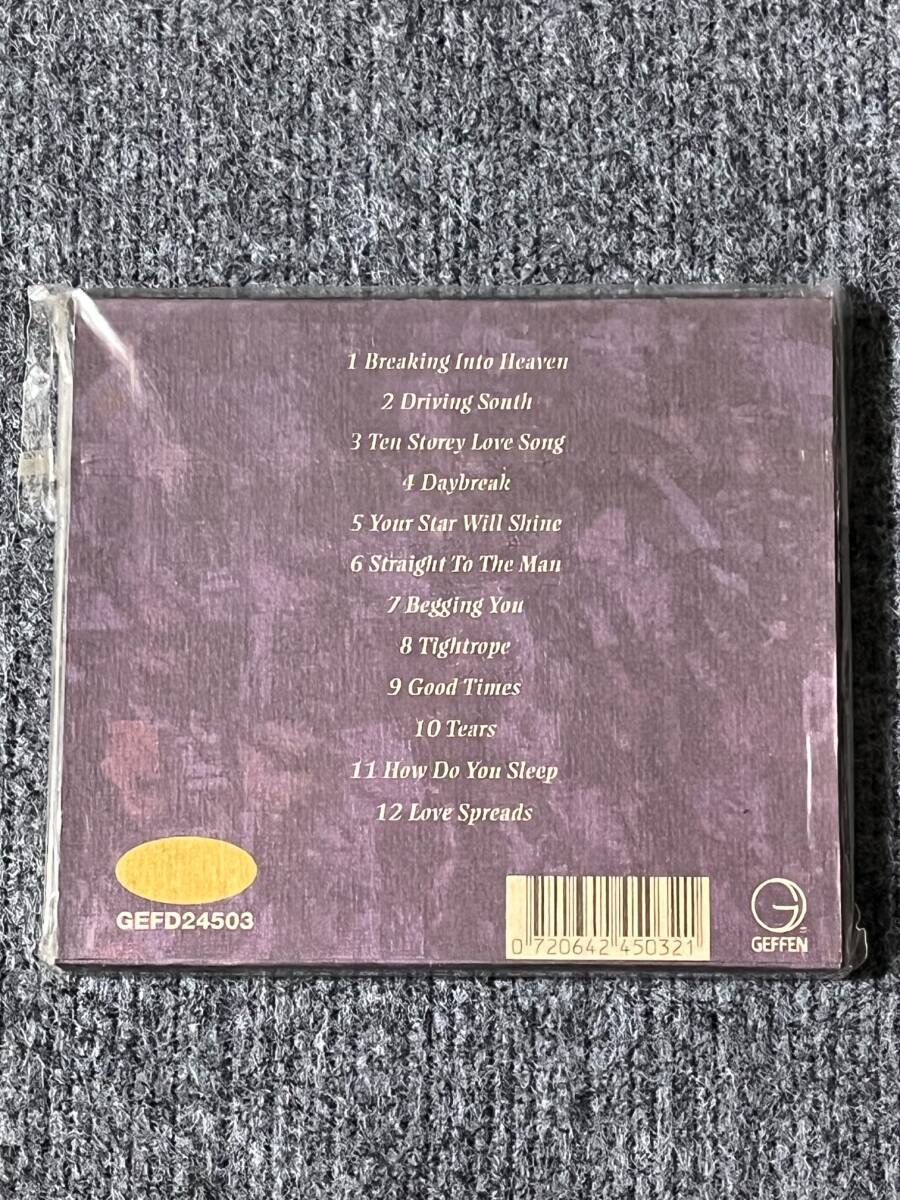 1 Breaking Into Heaven
2 Driving South
3 Ten Storey Love Song
4 Daybreak
5 Your Star Will Shine
6 Straight To The Man
7 Begging You
8 Tightrope
9 Good Times
10 Tears
11 How Do You Sleep
12 Love Spreads
GEFD24503
0 720642 450321
GEFFEN